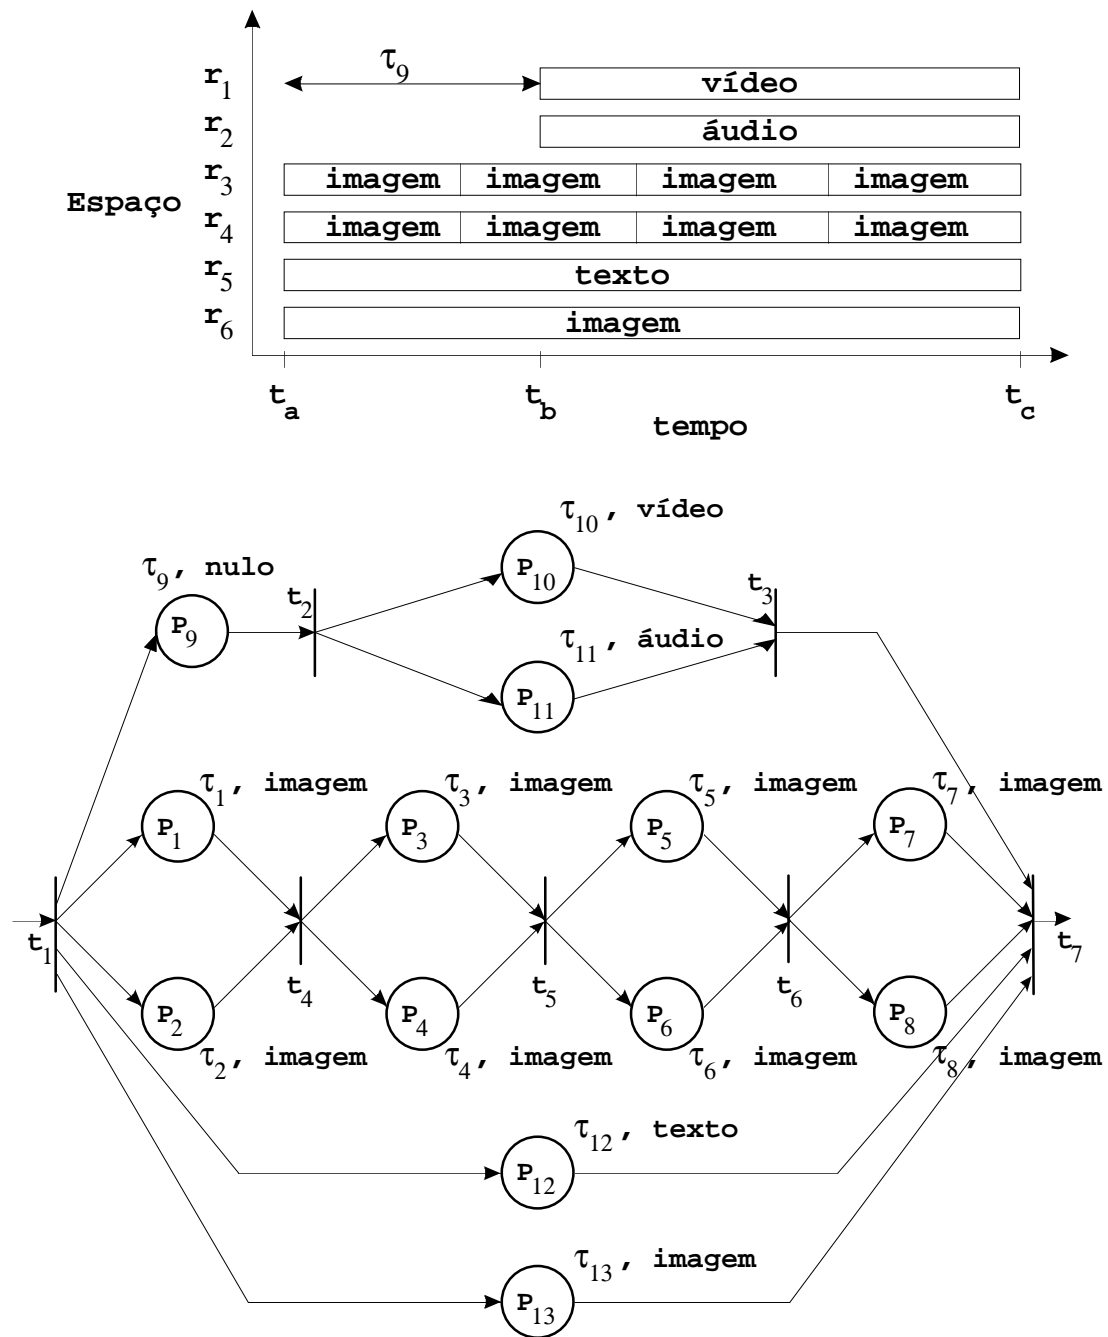 τ9
r1 vídeo
r2 áudio
r3 imagem imagem imagem imagem
Espaço
r4 imagem imagem imagem imagem
r5 texto
r6 imagem
ta tb tc
tempo
τ10, vídeo
τ9, nulo
P10
t2 t3
P9
τ11, áudio
P11
τ1, imagem τ3, imagem τ5, imagem τ7, imagem
P1 P3 P5 P7
t1 t4 t5 t6 t7
P2 P4 P6 P8
τ2, imagem τ4, imagem τ6, imagem τ8, imagem
τ12, texto
P12
τ13, imagem
P13